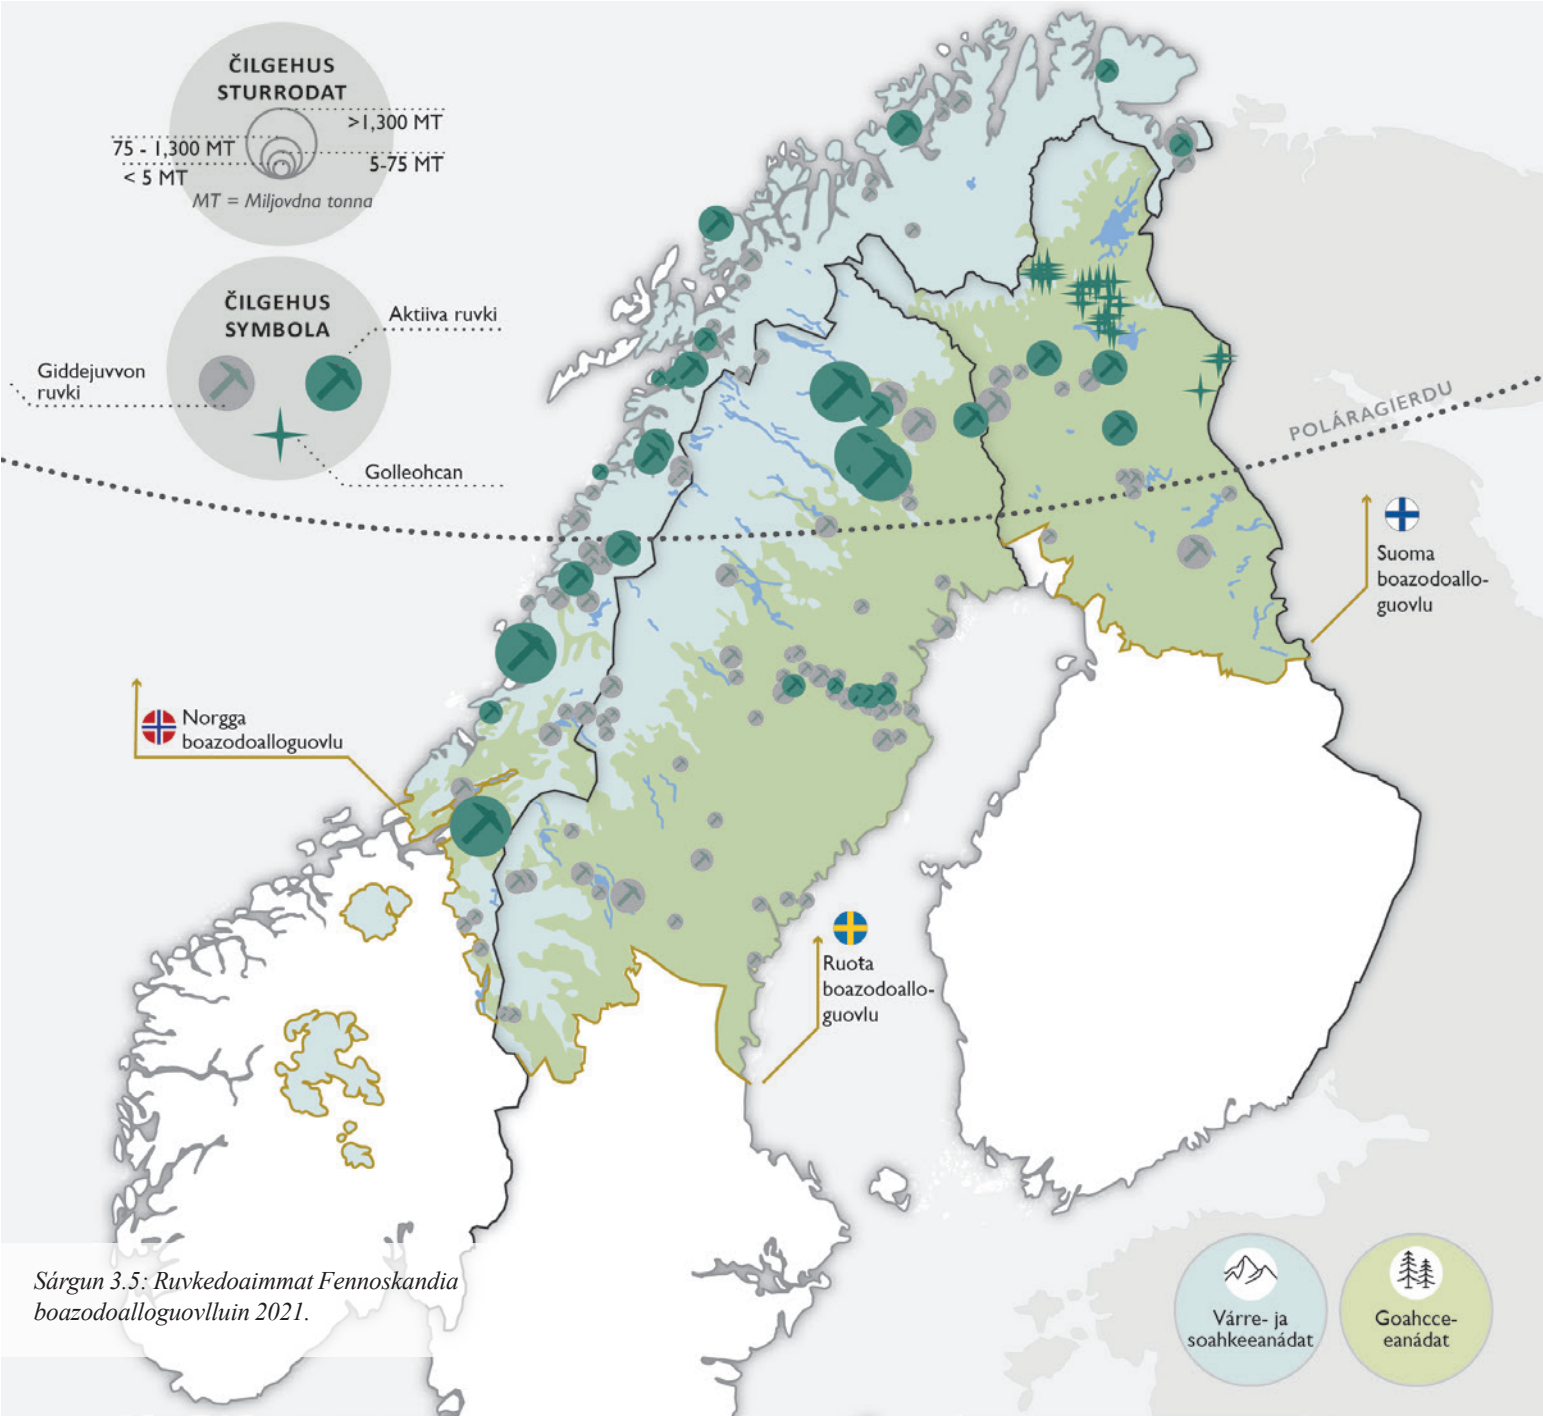 ČILGEHUS
STURRODAT
>1,300 MT
75 - 1,300 MT
5-75 MT
< 5 MT
MT = Miljovdna tonna
ČILGEHUS
SYMBOLA
Aktiiva ruvki
Giddejuvvon
ruvki
Golleohcan
POLÁRAGIERDU
Suoma
boazodoallo-
guovlu
Norgga
boazodoalloguovlu
Ruota
boazodoallo-
guovlu
Sárgun 3.5: Ruvkedoaimmat Fennoskandia
boazodoalloguovlluin 2021.
Várre- ja
soahkeeanádat
Goahcce-
eanádat